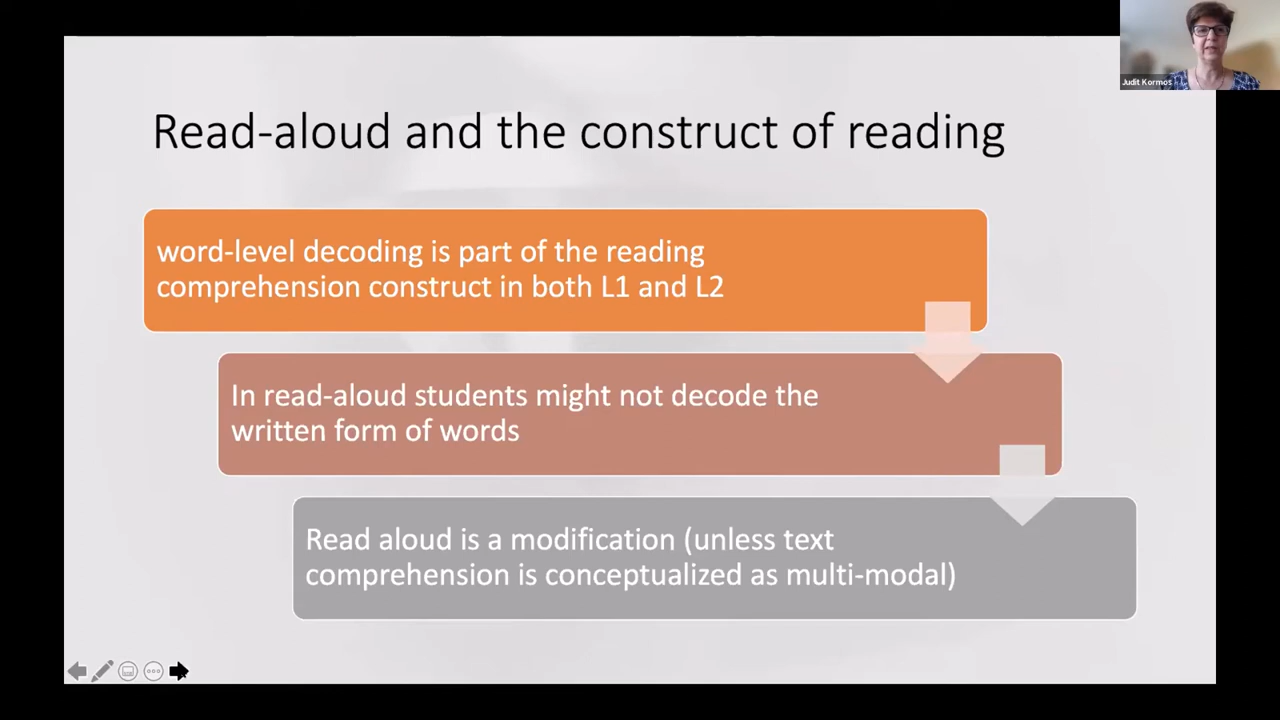 Judit Kormos
Read-aloud and the construct of reading
word-level decoding is part of the reading
comprehension construct in both L1 and L2
In read-aloud students might not decode the
written form of words
Read aloud is a modification (unless text
comprehension is conceptualized as multi-modal)